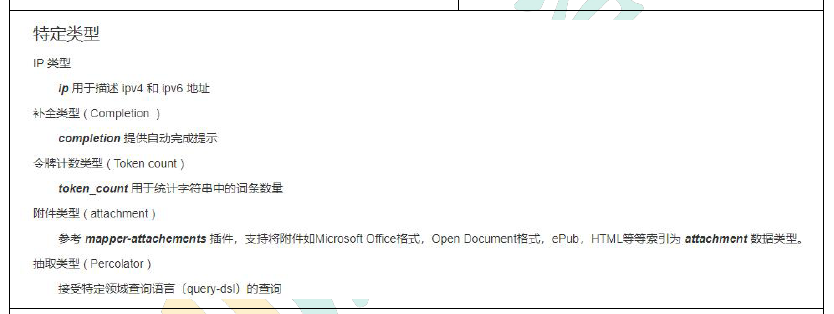 特定类型
IP 类型
ip 用于描述 ipv4 和 ipv6 地址
补全类型 ( Completion )
completion 提供自动完成提示
令牌计数类型 ( Token count )
token_count 用于统计字符串中的词条数量
附件类型 ( attachment )
参考 mapper-attachements 插件，支持将附件如Microsoft Office格式，Open Document格式，ePub，HTML等等索引为 attachment 数据类型。
抽取类型 ( Percolator )
接受特定领域查询语言（query-dsl）的查询